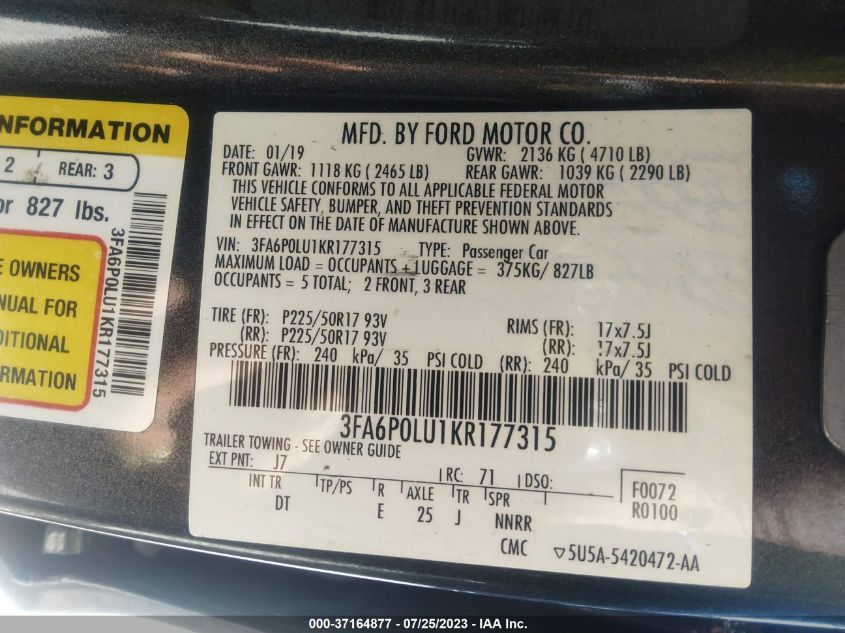 NFORMATION
2 REAR: 3
or 827 lbs.
E OWNERS
NUAL FOR
DITIONAL
RMATION
3FA6P0LU1KR177315
MFD. BY FORD MOTOR CO.
DATE: 01/19 GVWR: 2136 KG ( 4710 LB)
FRONT GAWR: 1118 KG ( 2465 LB) REAR GAWR: 1039 KG ( 2290 LB)
THIS VEHICLE CONFORMS TO ALL APPLICABLE FEDERAL MOTOR
VEHICLE SAFETY, BUMPER, AND THEFT PREVENTION STANDARDS
IN EFFECT ON THE DATE OF MANUFACTURE SHOWN ABOVE.
VIN: 3FA6P0LU1KR177315 TYPE: Passenger Car
MAXIMUM LOAD = OCCUPANTS + LUGGAGE = 375KG/ 827LB
OCCUPANTS = 5 TOTAL; 2 FRONT, 3 REAR
TIRE (FR): P225/50R17 93V RIMS (FR): 17x7.5J
(RR): P225/50R17 93V (RR): 17x7.5J
PRESSURE (FR): 240 kPa/ 35 PSI COLD (RR): 240 kPa/ 35 PSI COLD
3FA6P0LU1KR177315
TRAILER TOWING - SEE OWNER GUIDE
EXT PNT: J7 RC: 71 DSO:
INT TR TP/PS R AXLE TR SPR F0072
DT E 25 J NNRR R0100
CMC ▽5U5A-5420472-AA
000-37164877 / 07/25/2023 - IAA Inc.